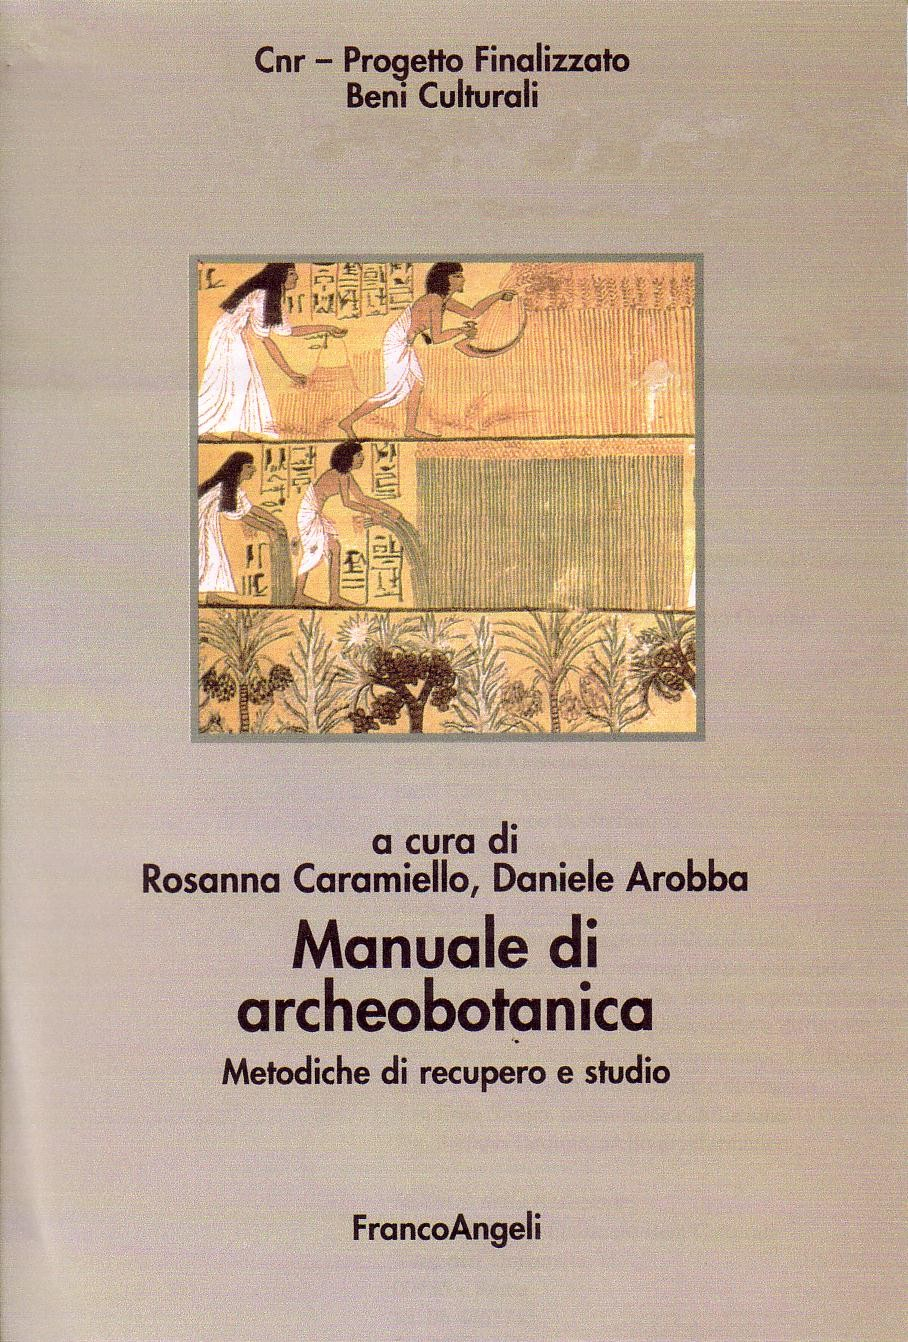 Cnr – Progetto Finalizzato
Beni Culturali
a cura di
Rosanna Caramiello, Daniele Arobba
Manuale di
archeobotanica
Metodiche di recupero e studio
FrancoAngeli